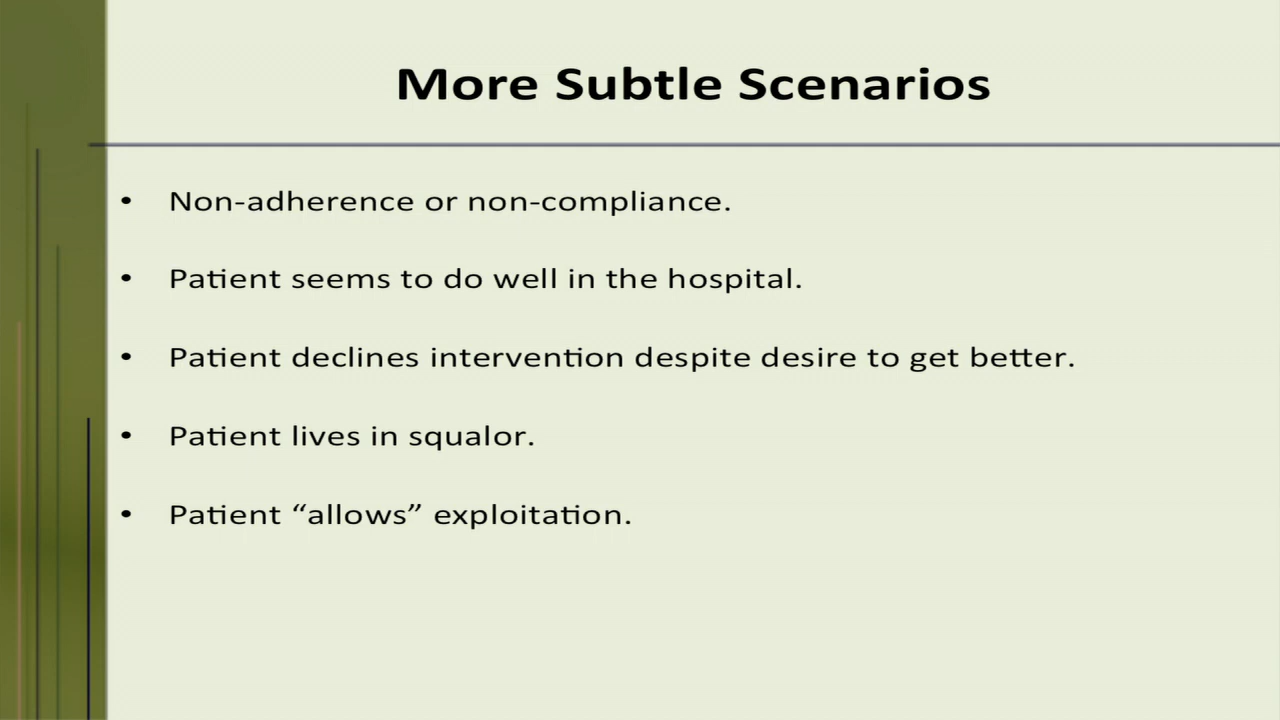 More Subtle Scenarios
• Non-adherence or non-compliance.
• Patient seems to do well in the hospital.
• Patient declines intervention despite desire to get better.
• Patient lives in squalor.
• Patient “allows” exploitation.